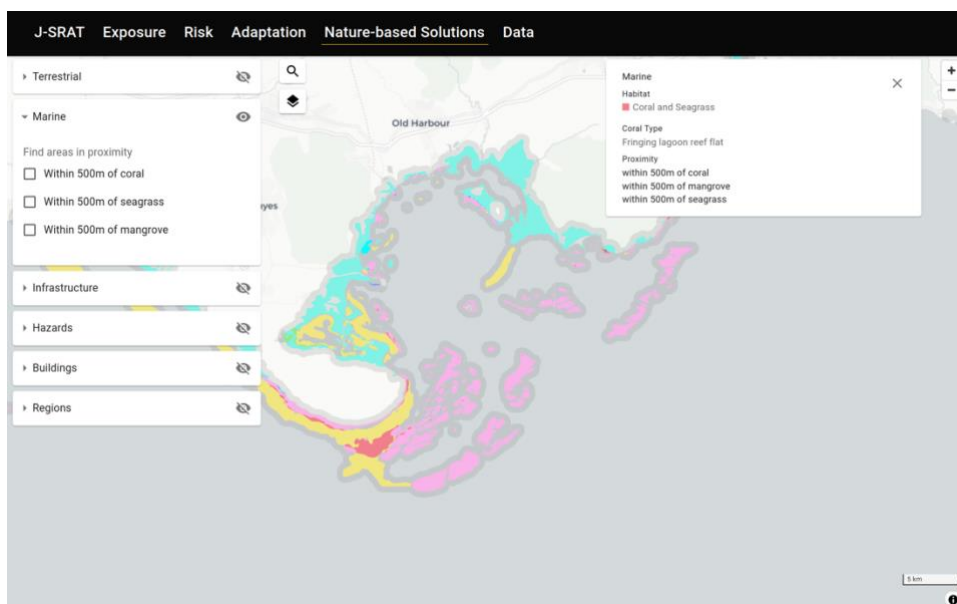 J-SRAT Exposure Risk Adaptation Nature-based Solutions Data
Terrestrial
Marine
Find areas in proximity
Within 500m of coral
Within 500m of seagrass
Within 500m of mangrove
Infrastructure
Hazards
Buildings
Regions
Old Harbour
yes
Marine
Habitat
Coral and Seagrass
Coral Type
Fringing lagoon reef flat
Proximity
within 500m of coral
within 500m of mangrove
within 500m of seagrass
+
−
5 km